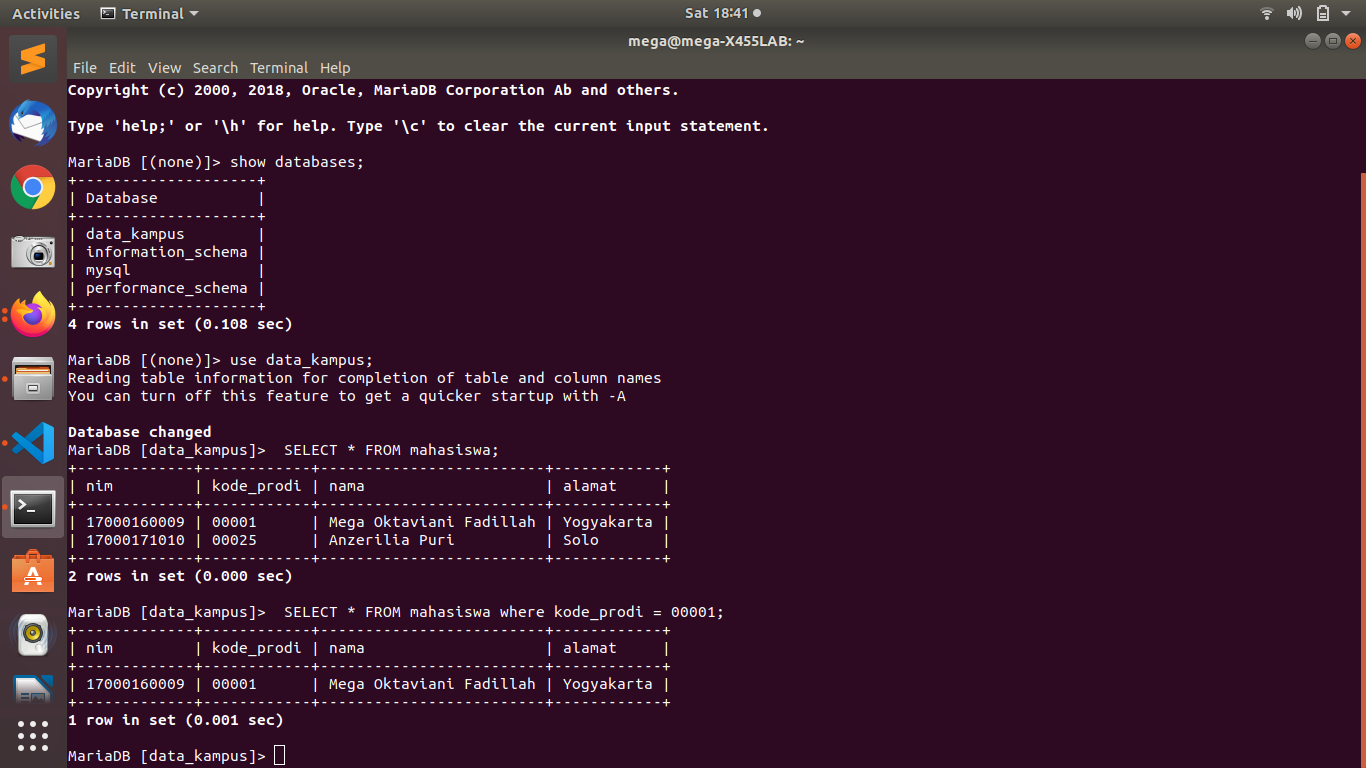 Activities Terminal Sat 18:41
mega@mega-X455LAB: ~
File Edit View Search Terminal Help
Copyright (c) 2000, 2018, Oracle, MariaDB Corporation Ab and others.
Type 'help;' or '\h' for help. Type '\c' to clear the current input statement.
MariaDB [(none)]> show databases;
+--------------------+
| Database           |
+--------------------+
| data_kampus        |
| information_schema |
| mysql              |
| performance_schema |
+--------------------+
4 rows in set (0.108 sec)
MariaDB [(none)]> use data_kampus;
Reading table information for completion of table and column names
You can turn off this feature to get a quicker startup with -A
Database changed
MariaDB [data_kampus]>  SELECT * FROM mahasiswa;
+-------------+------------+-------------------------+------------+
| nim         | kode_prodi | nama                    | alamat     |
+-------------+------------+-------------------------+------------+
| 17000160009 | 00001      | Mega Oktaviani Fadillah | Yogyakarta |
| 17000171010 | 00025      | Anzerilia Puri          | Solo       |
+-------------+------------+-------------------------+------------+
2 rows in set (0.000 sec)
MariaDB [data_kampus]>  SELECT * FROM mahasiswa where kode_prodi = 00001;
+-------------+------------+-------------------------+------------+
| nim         | kode_prodi | nama                    | alamat     |
+-------------+------------+-------------------------+------------+
| 17000160009 | 00001      | Mega Oktaviani Fadillah | Yogyakarta |
+-------------+------------+-------------------------+------------+
1 row in set (0.001 sec)
MariaDB [data_kampus]>